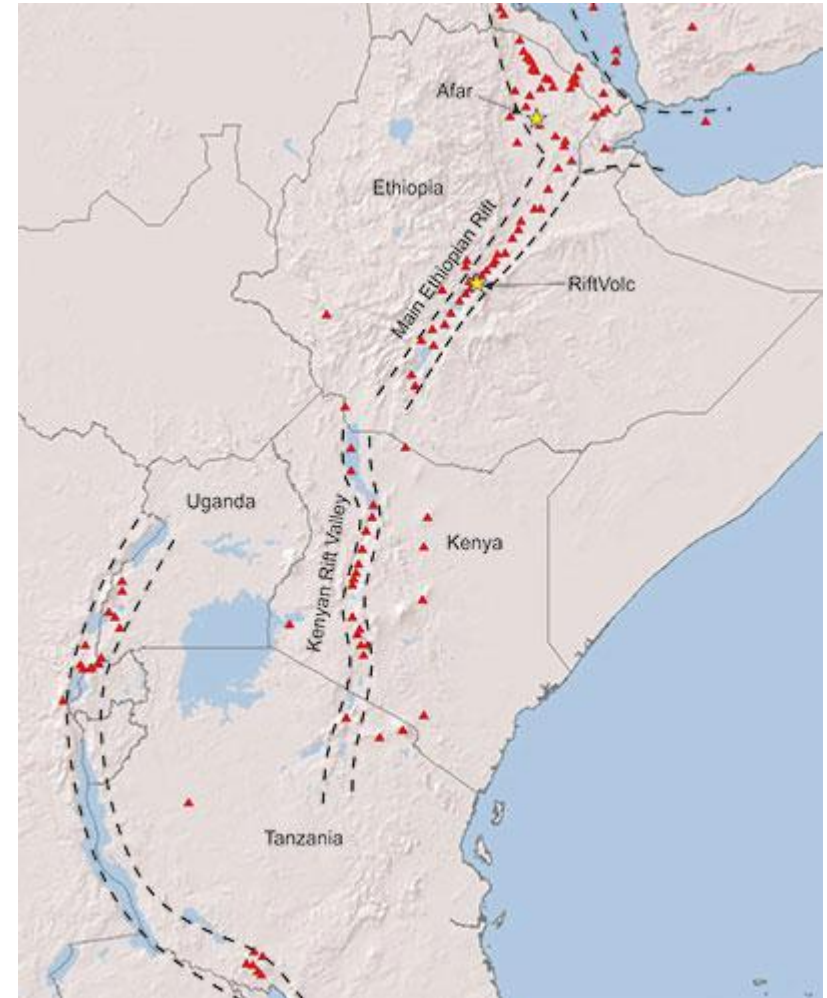 Afar
Ethiopia
Main Ethiopian Rift
RiftVolc
Uganda
Kenyan Rift Valley
Kenya
Tanzania